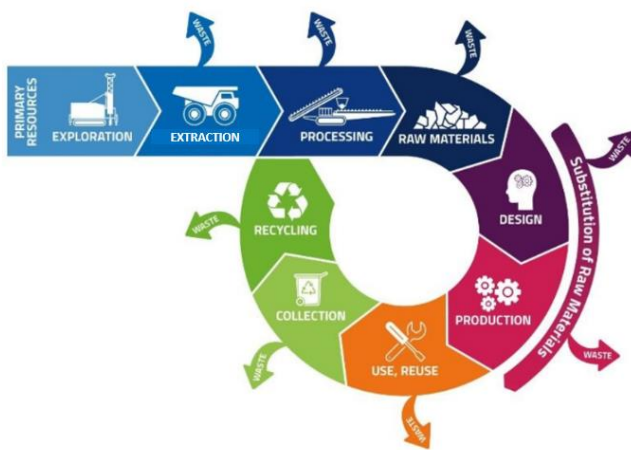 WASTE
WASTE
WASTE
PRIMARY
RESOURCES
EXPLORATION
EXTRACTION
PROCESSING
RAW MATERIALS
WASTE
DESIGN
Substitution of Raw Materials
PRODUCTION
WASTE
USE, REUSE
WASTE
COLLECTION
WASTE
RECYCLING
WASTE